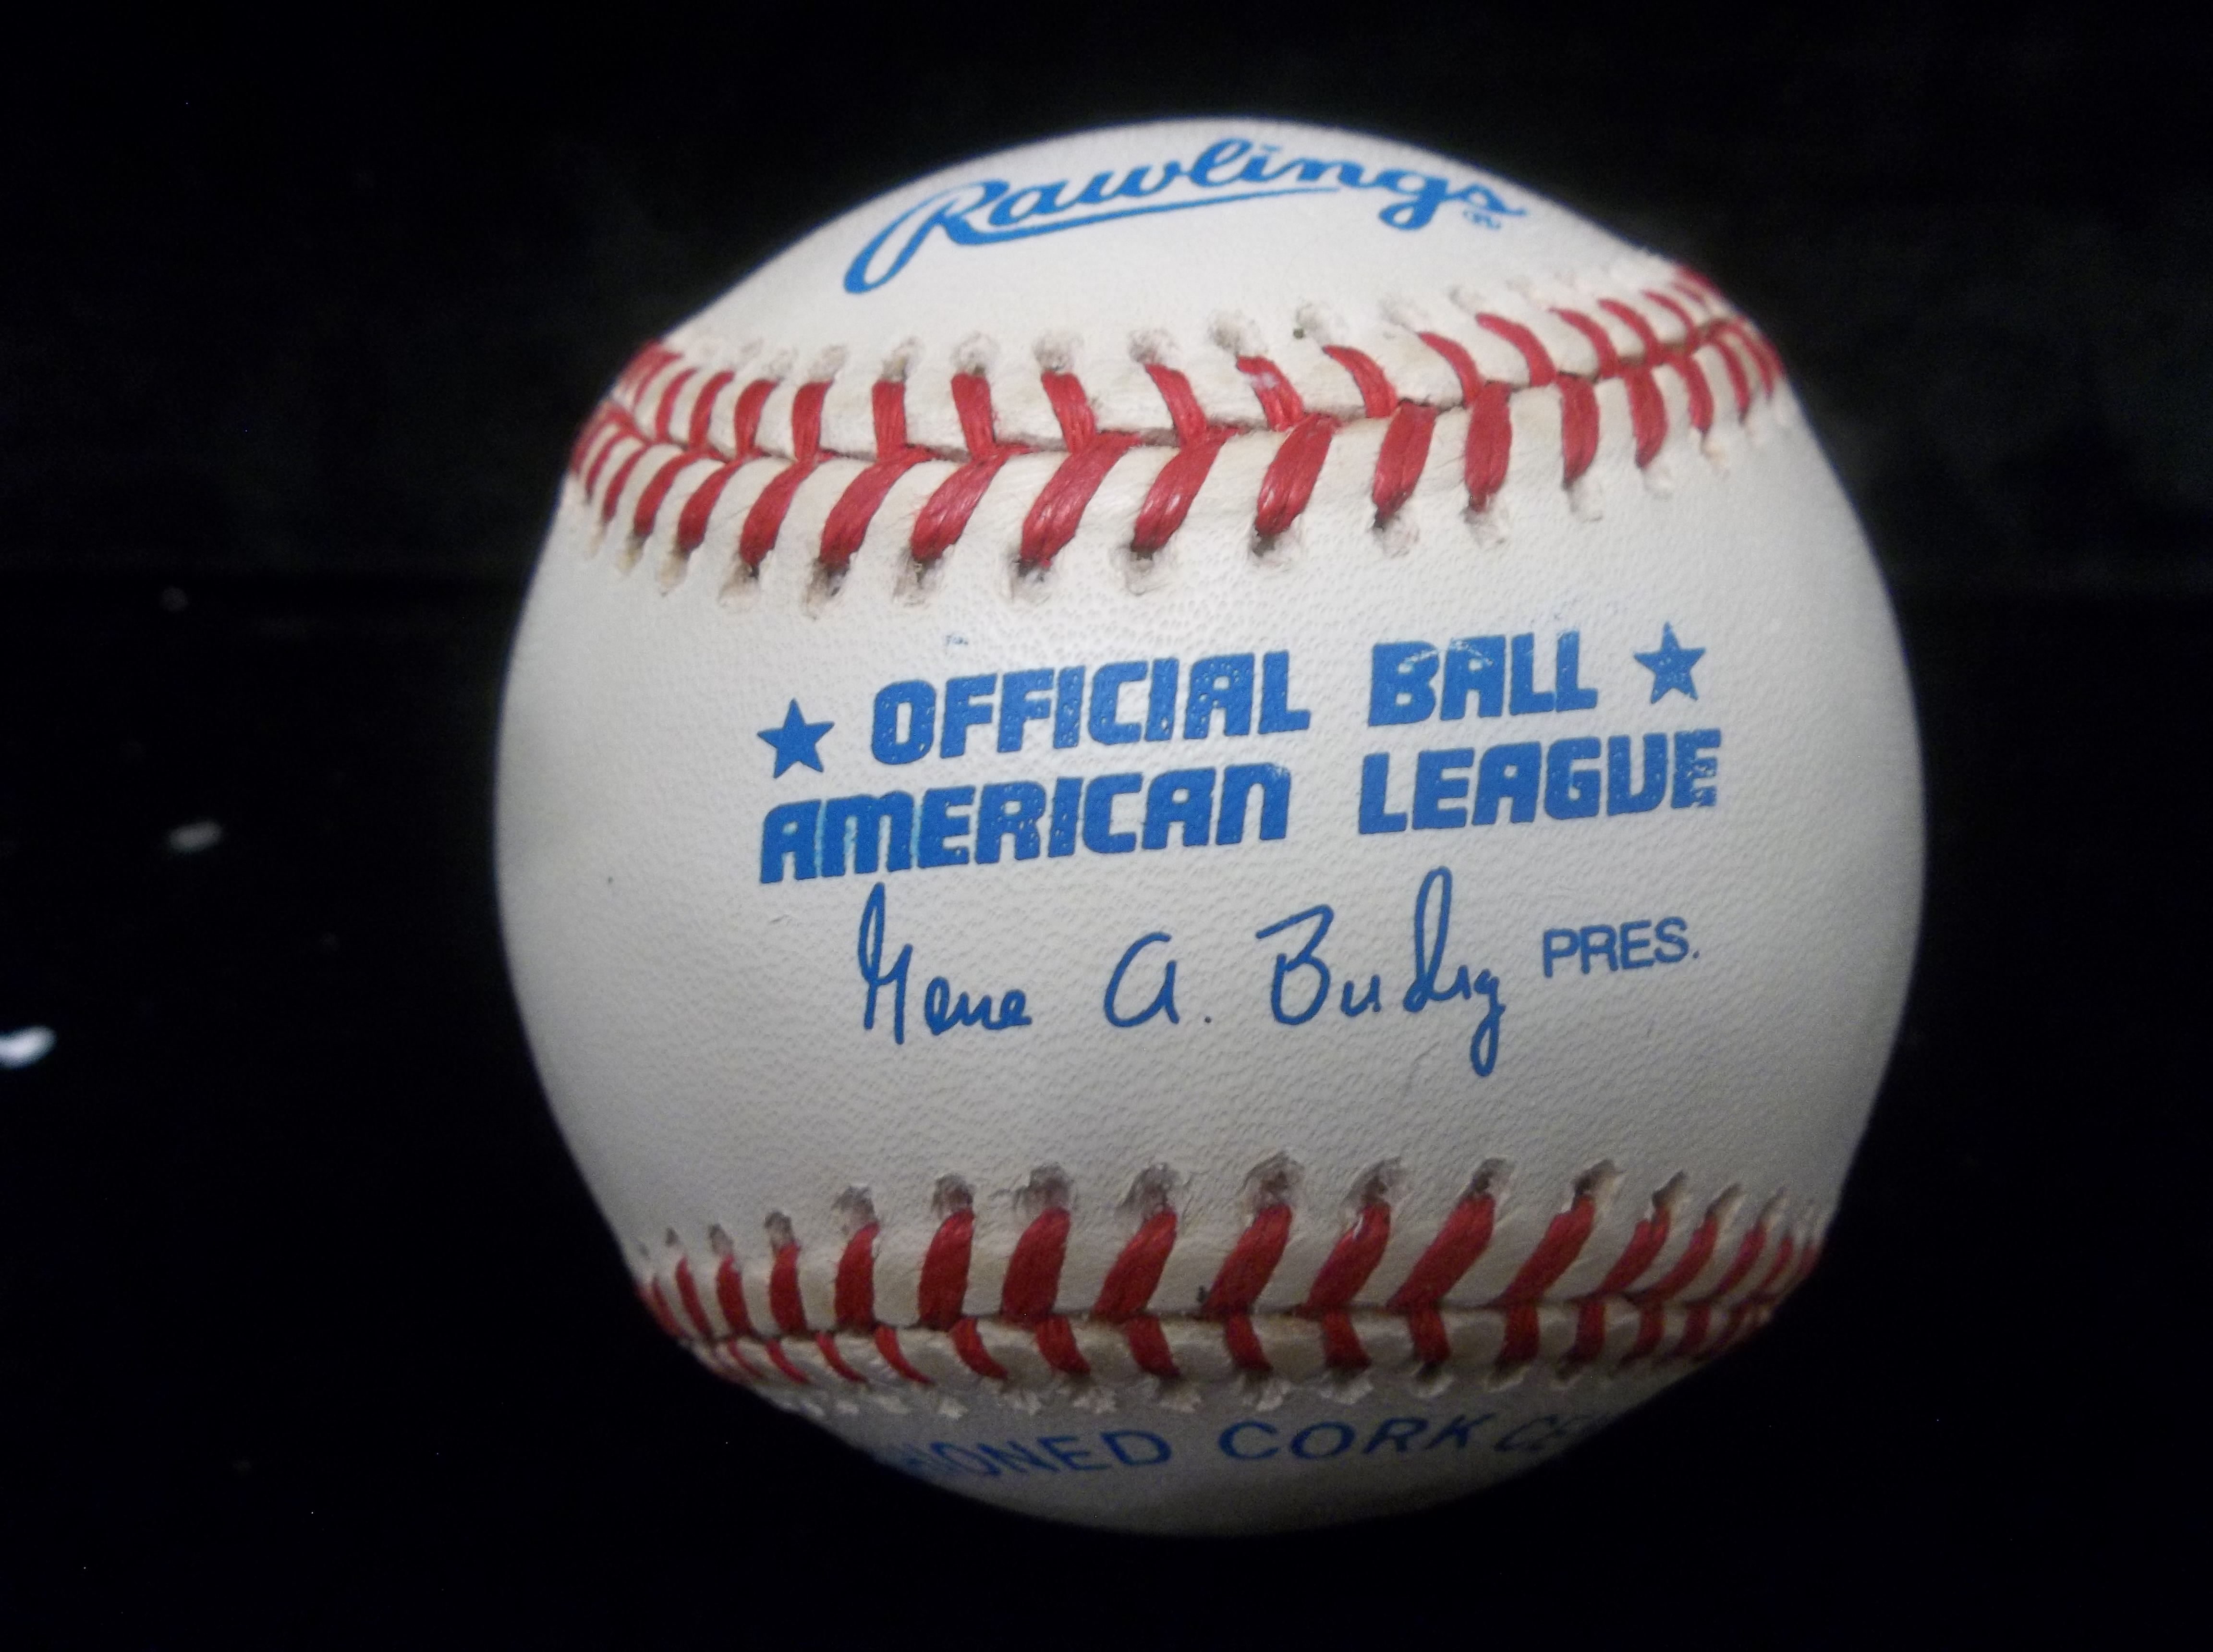 Rawlings®
★ OFFICIAL BALL ★
AMERICAN LEAGUE
Gene A. Budig PRES.
CORK